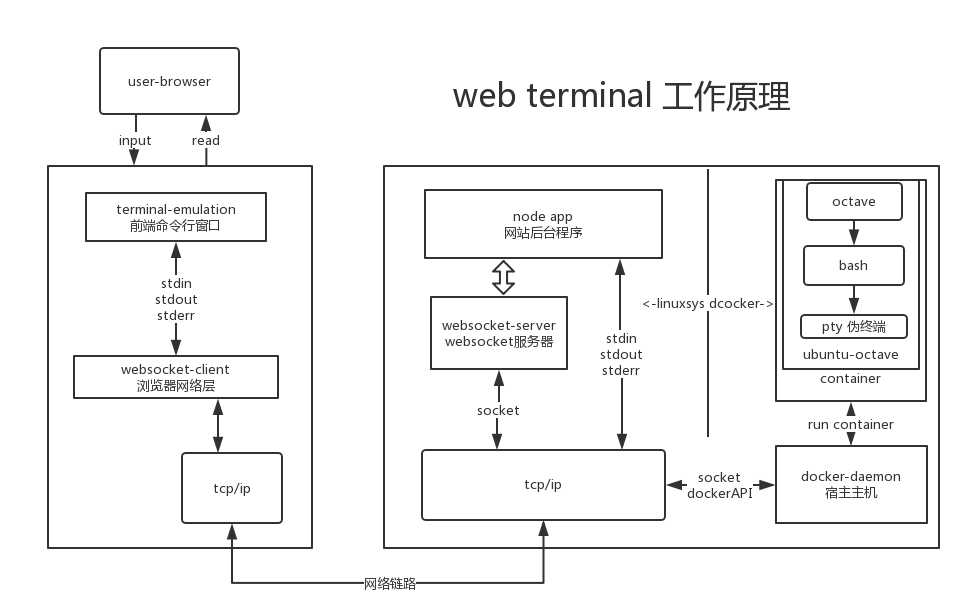 web terminal 工作原理
user-browser
input
read
terminal-emulation
前端命令行窗口
stdin
stdout
stderr
websocket-client
浏览器网络层
tcp/ip
网络链路
node app
网站后台程序
websocket-server
websocket服务器
socket
stdin
stdout
stderr
tcp/ip
<-linuxsys dcocker->
socket
dockerAPI
octave
bash
pty 伪终端
ubuntu-octave
container
run container
docker-daemon
宿主主机